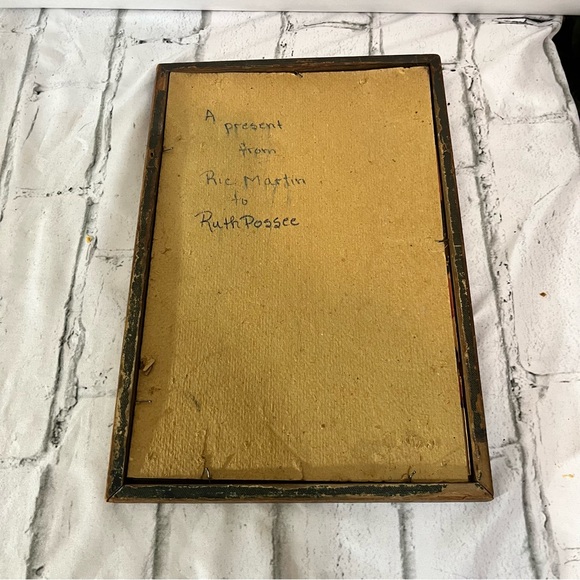 A present
from
Ric Martin
to
Ruth Possee